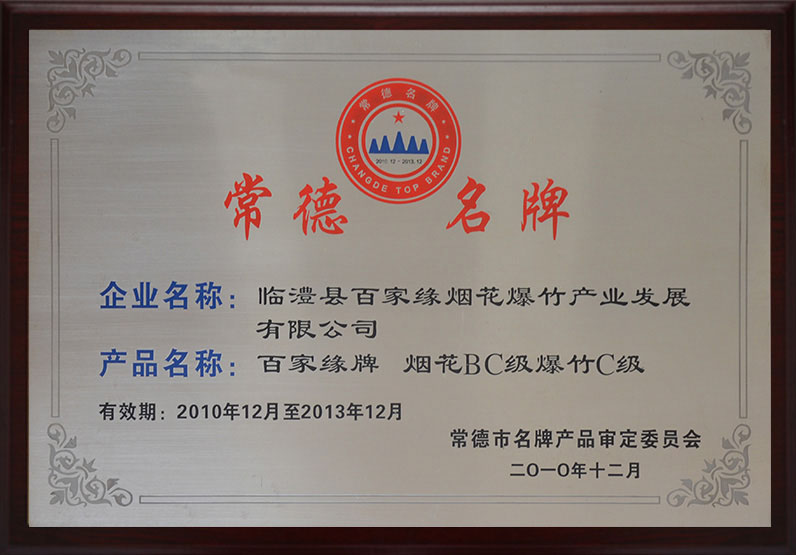 常德名牌
2010.12-2013.12
CHANGDE TOP BRAND
常德 名牌
企业名称：临澧县百家缘烟花爆竹产业发展
有限公司
产品名称：百家缘牌 烟花BC级爆竹C级
有效期：2010年12月至2013年12月
常德市名牌产品审定委员会
二〇一〇年十二月